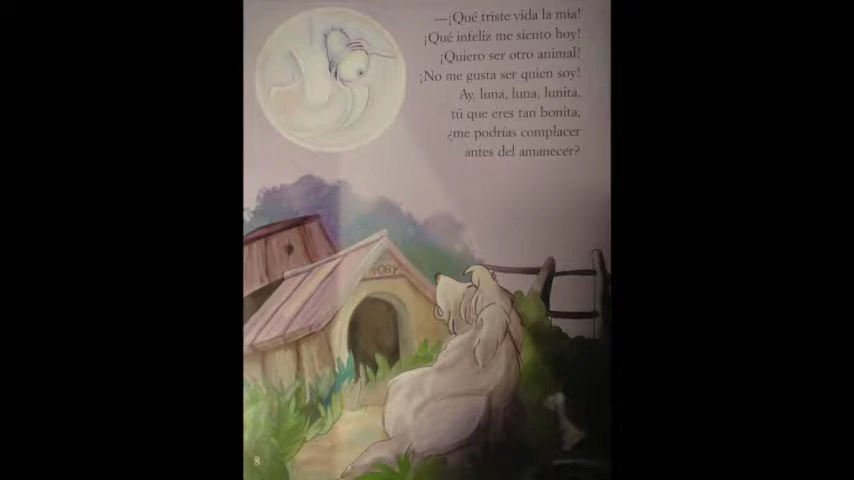 —¡Qué triste vida la mía!
¡Qué infeliz me siento hoy!
¡Quiero ser otro animal!
¡No me gusta ser quien soy!
Ay, luna, luna, lunita,
tú que eres tan bonita,
¿me podrías complacer
antes del amanecer?
TOBY
8